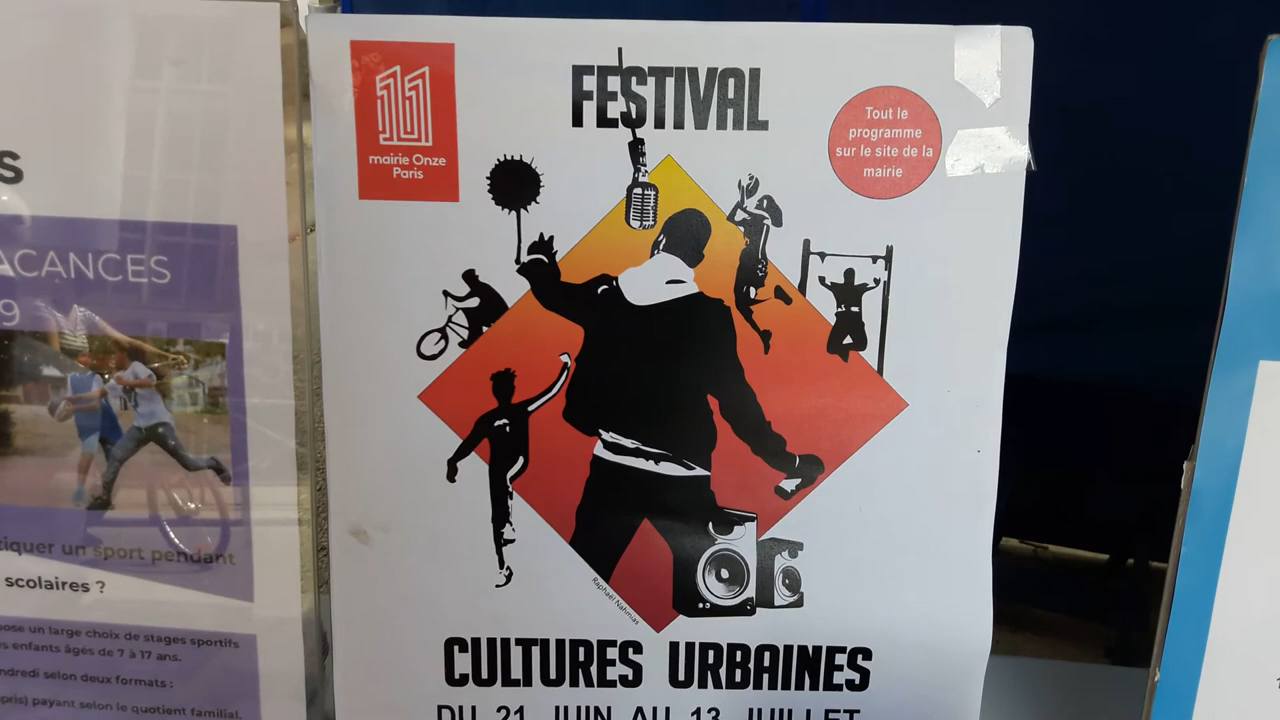 S
ACANCES
9
tiquer un sport pendant
scolaires ?
pose un large choix de stages sportifs
enfants âgés de 7 à 17 ans.
ndredi selon deux formats :
pris) payant selon le quotient familial.
11
mairie Onze
Paris
FESTIVAL
Tout le
programme
sur le site de la
mairie
Raphaël Nahmias
CULTURES URBAINES
DU 21 JUIN AU 13 JUILLET